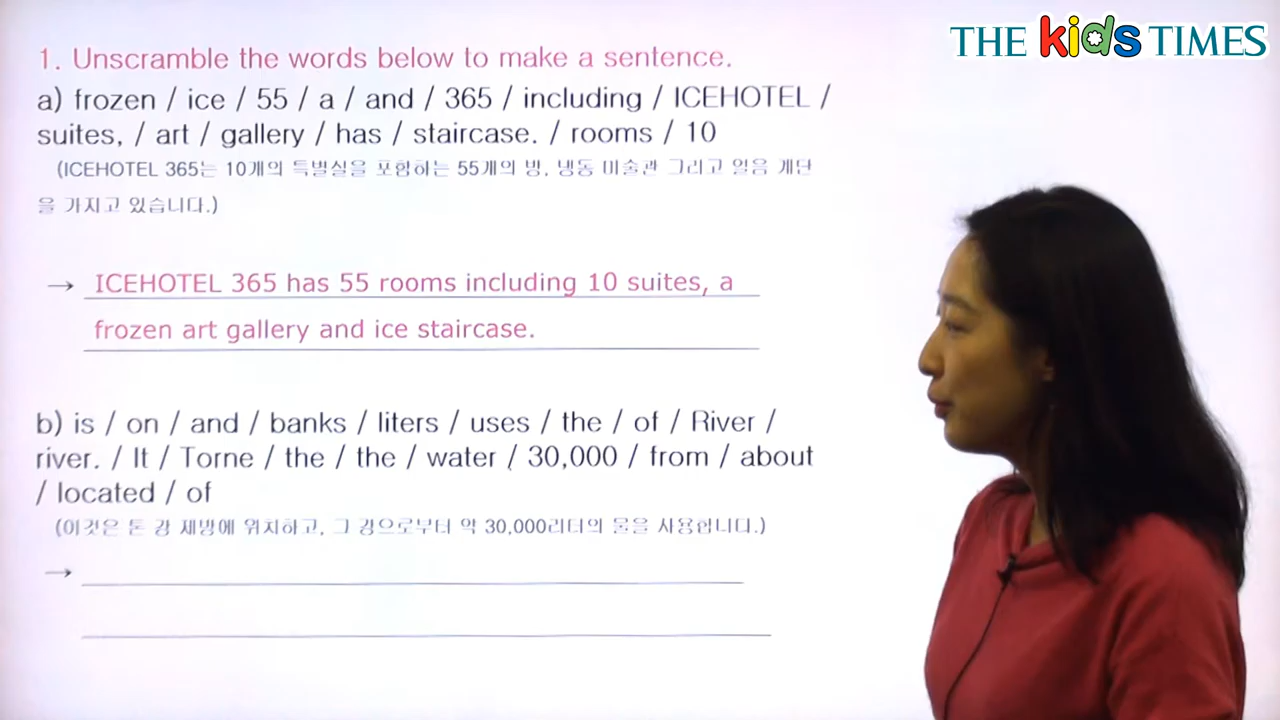 THE kids TIMES
1. Unscramble the words below to make a sentence.
a) frozen / ice / 55 / a / and / 365 / including / ICEHOTEL /
suites, / art / gallery / has / staircase. / rooms / 10
(ICEHOTEL 365는 10개의 특별실을 포함하는 55개의 방, 냉동 미술관 그리고 얼음 계단
을 가지고 있습니다.)
→ ICEHOTEL 365 has 55 rooms including 10 suites, a
frozen art gallery and ice staircase.
b) is / on / and / banks / liters / uses / the / of / River /
river. / It / Torne / the / the / water / 30,000 / from / about
/ located / of
(이것은 톤 강 제방에 위치하고, 그 강으로부터 약 30,000리터의 물을 사용합니다.)
→